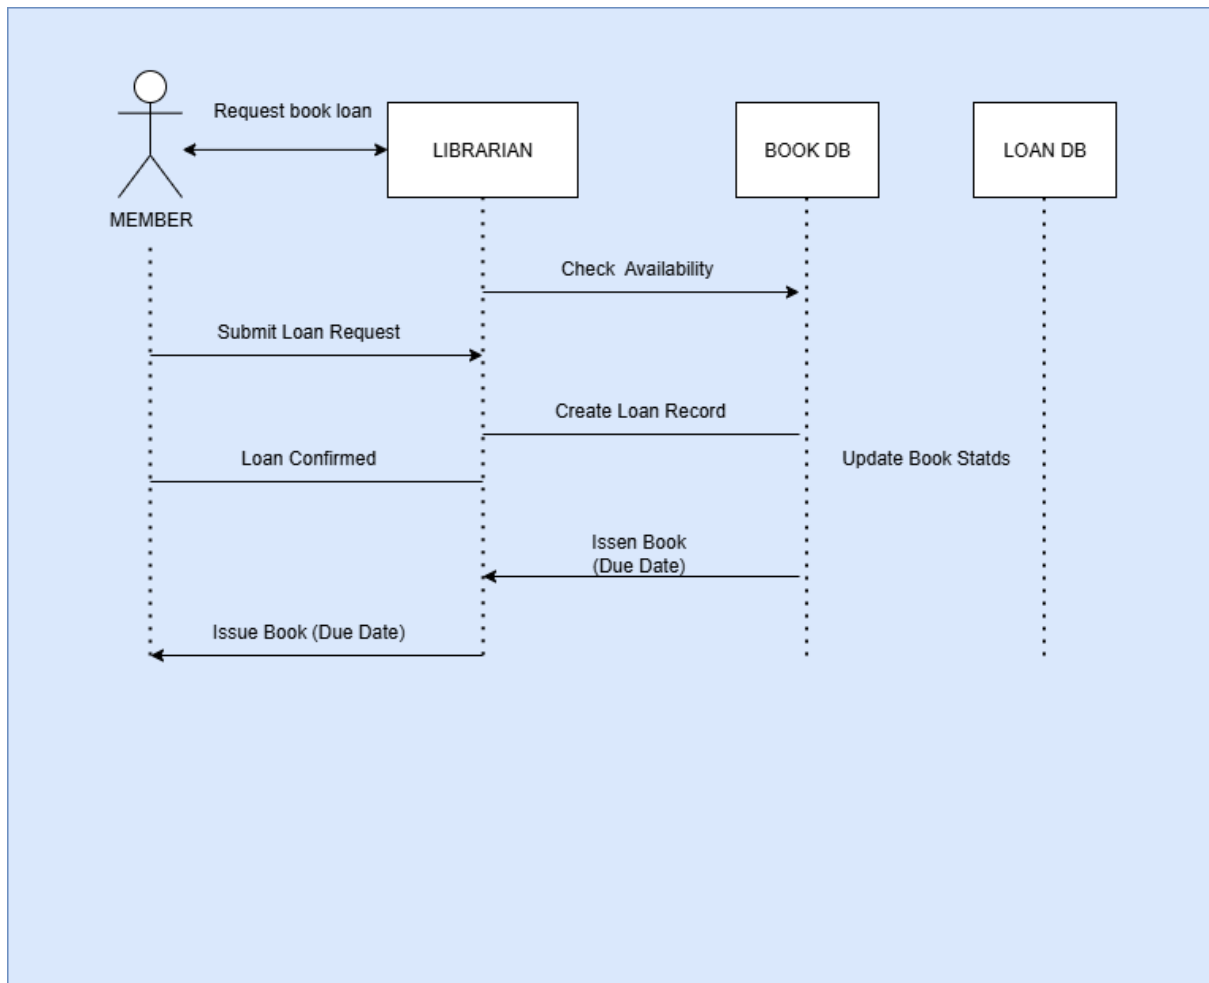 Request book loan
LIBRARIAN
BOOK DB
LOAN DB
MEMBER
Check  Availability
Submit Loan Request
Create Loan Record
Loan Confirmed
Update Book Statds
Issen Book
(Due Date)
Issue Book (Due Date)